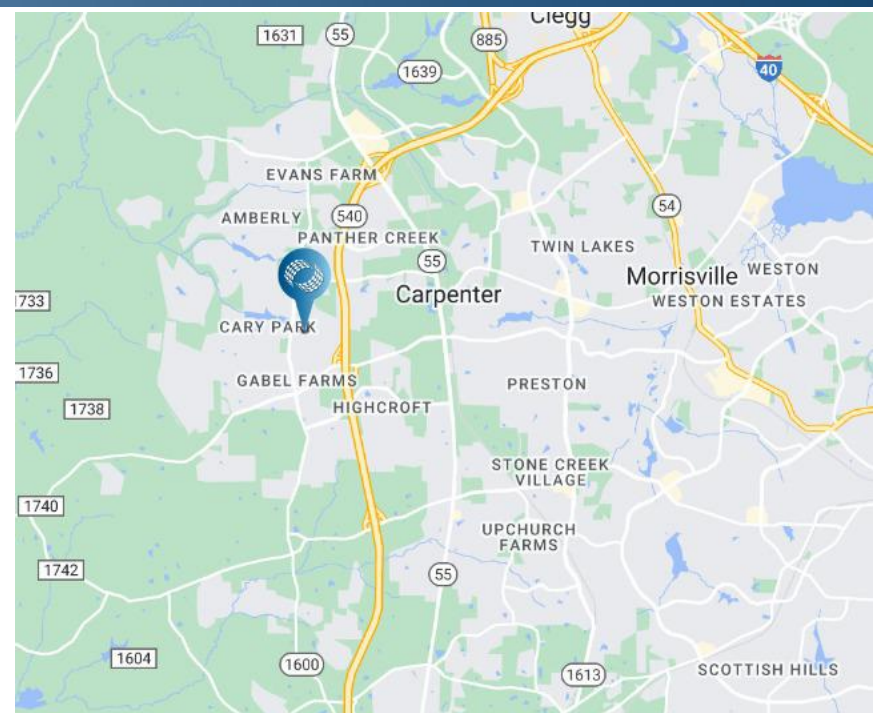 Clegg
1631
55
885
1639
40
EVANS FARM
AMBERLY
540
54
PANTHER CREEK
TWIN LAKES
55
Morrisville
WESTON
Carpenter
WESTON ESTATES
1733
CARY PARK
1736
GABEL FARMS
PRESTON
1738
HIGHCROFT
STONE CREEK
VILLAGE
1740
UPCHURCH
FARMS
1742
55
1604
1600
1613
SCOTTISH HILLS